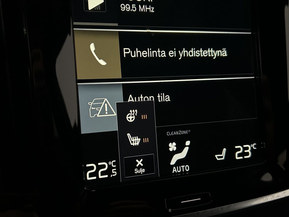 99.5 MHz
Puhelinta ei yhdistettynä
Auton tila
CLEANZONE
22°
Sulje
AUTO
23°